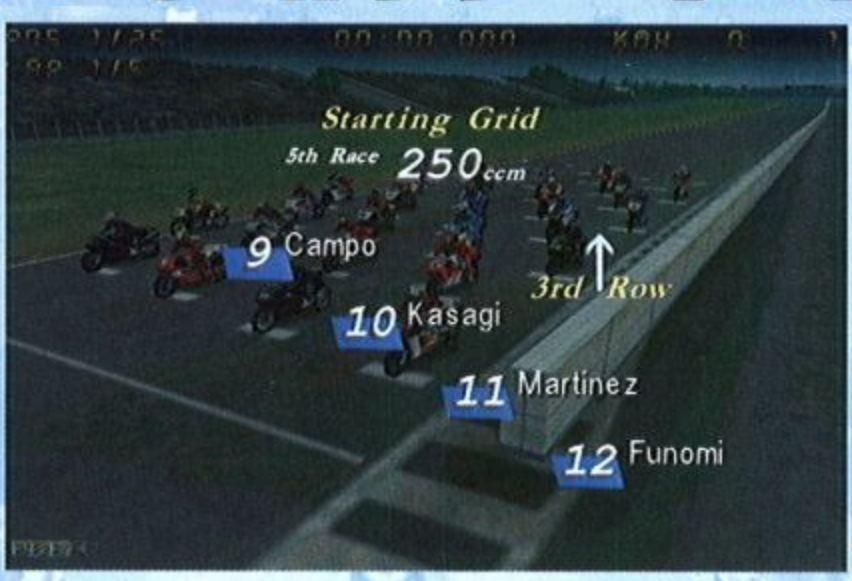 Starting Grid
5th Race 250ccm
9 Campo
3rd Row
10 Kasagi
11 Martinez
12 Funomi